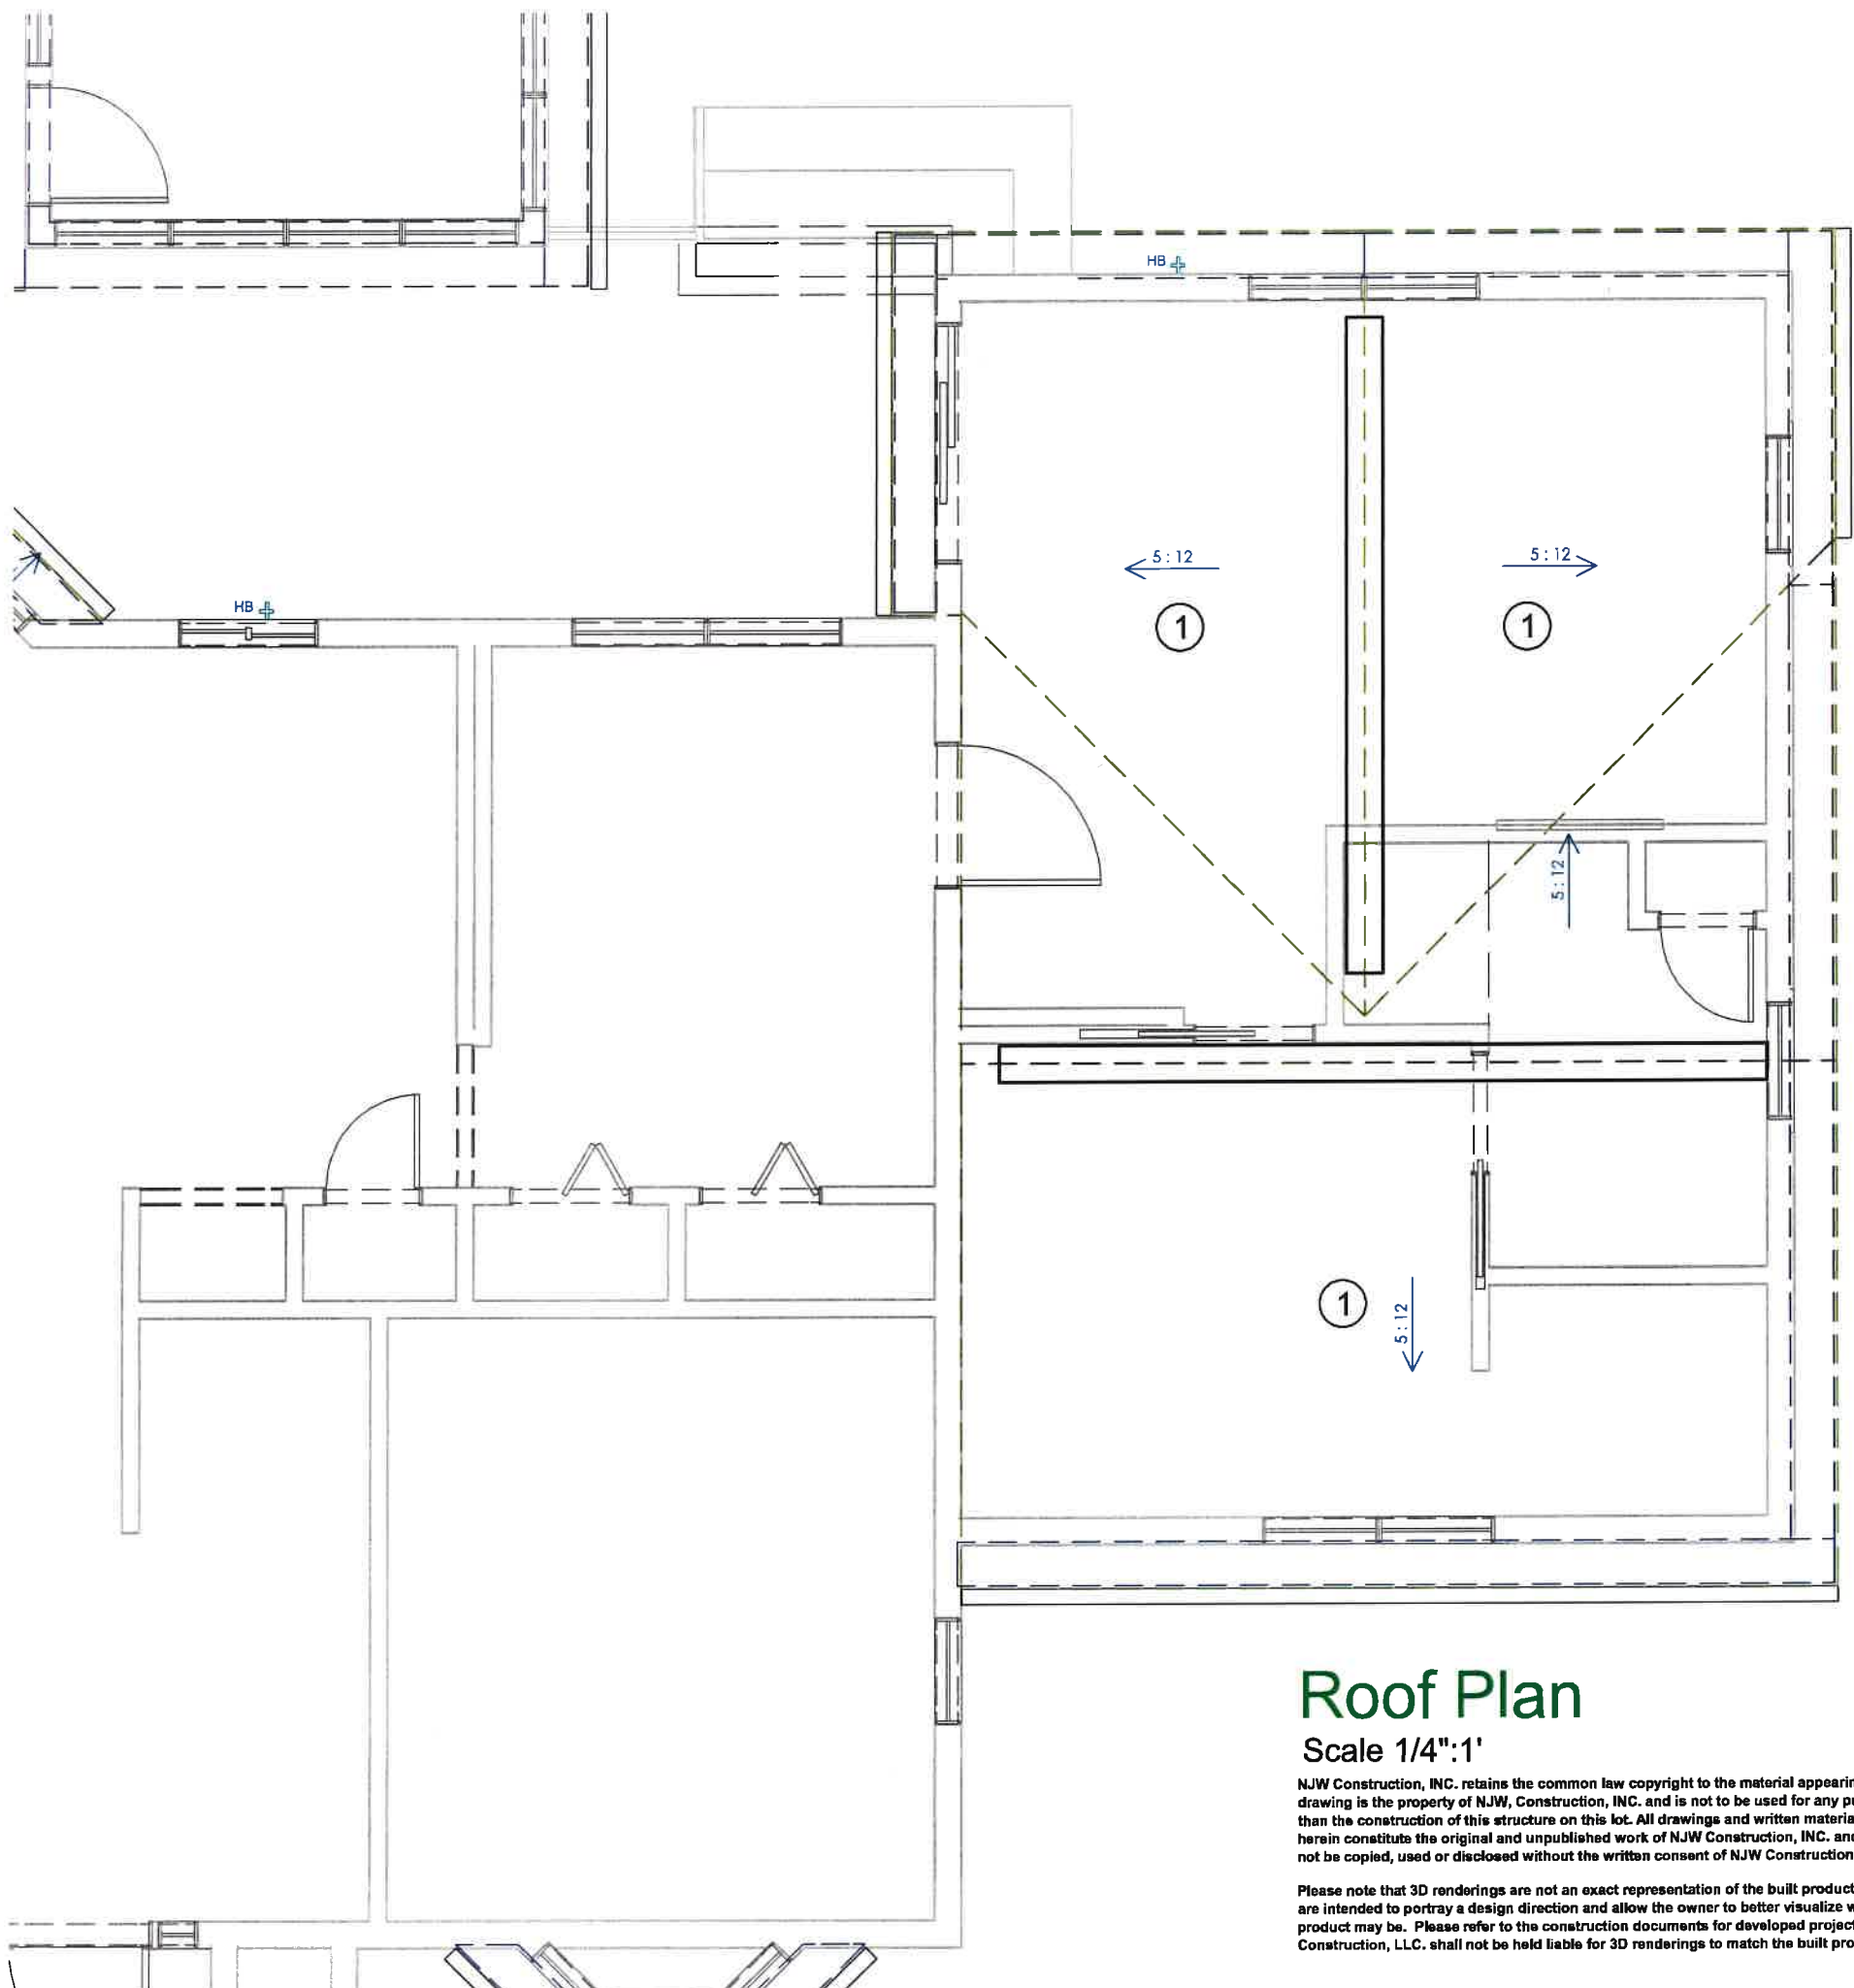 HB
HB
5 : 12
5 : 12
1
1
5 : 12
1
5 : 12
Roof Plan
Scale 1/4":1'
NJW Construction, INC. retains the common law copyright to the material
drawing is the property of NJW, Construction, INC. and is not to be used for any
than the construction of this structure on this lot. All drawings and written
herein constitute the original and unpublished work of NJW Construction, INC.
not be copied, used or disclosed without the written consent of NJW Construction
Please note that 3D renderings are not an exact representation of the built product
are intended to portray a design direction and allow the owner to better visualize
product may be. Please refer to the construction documents for developed
Construction, LLC. shall not be held liable for 3D renderings to match the built